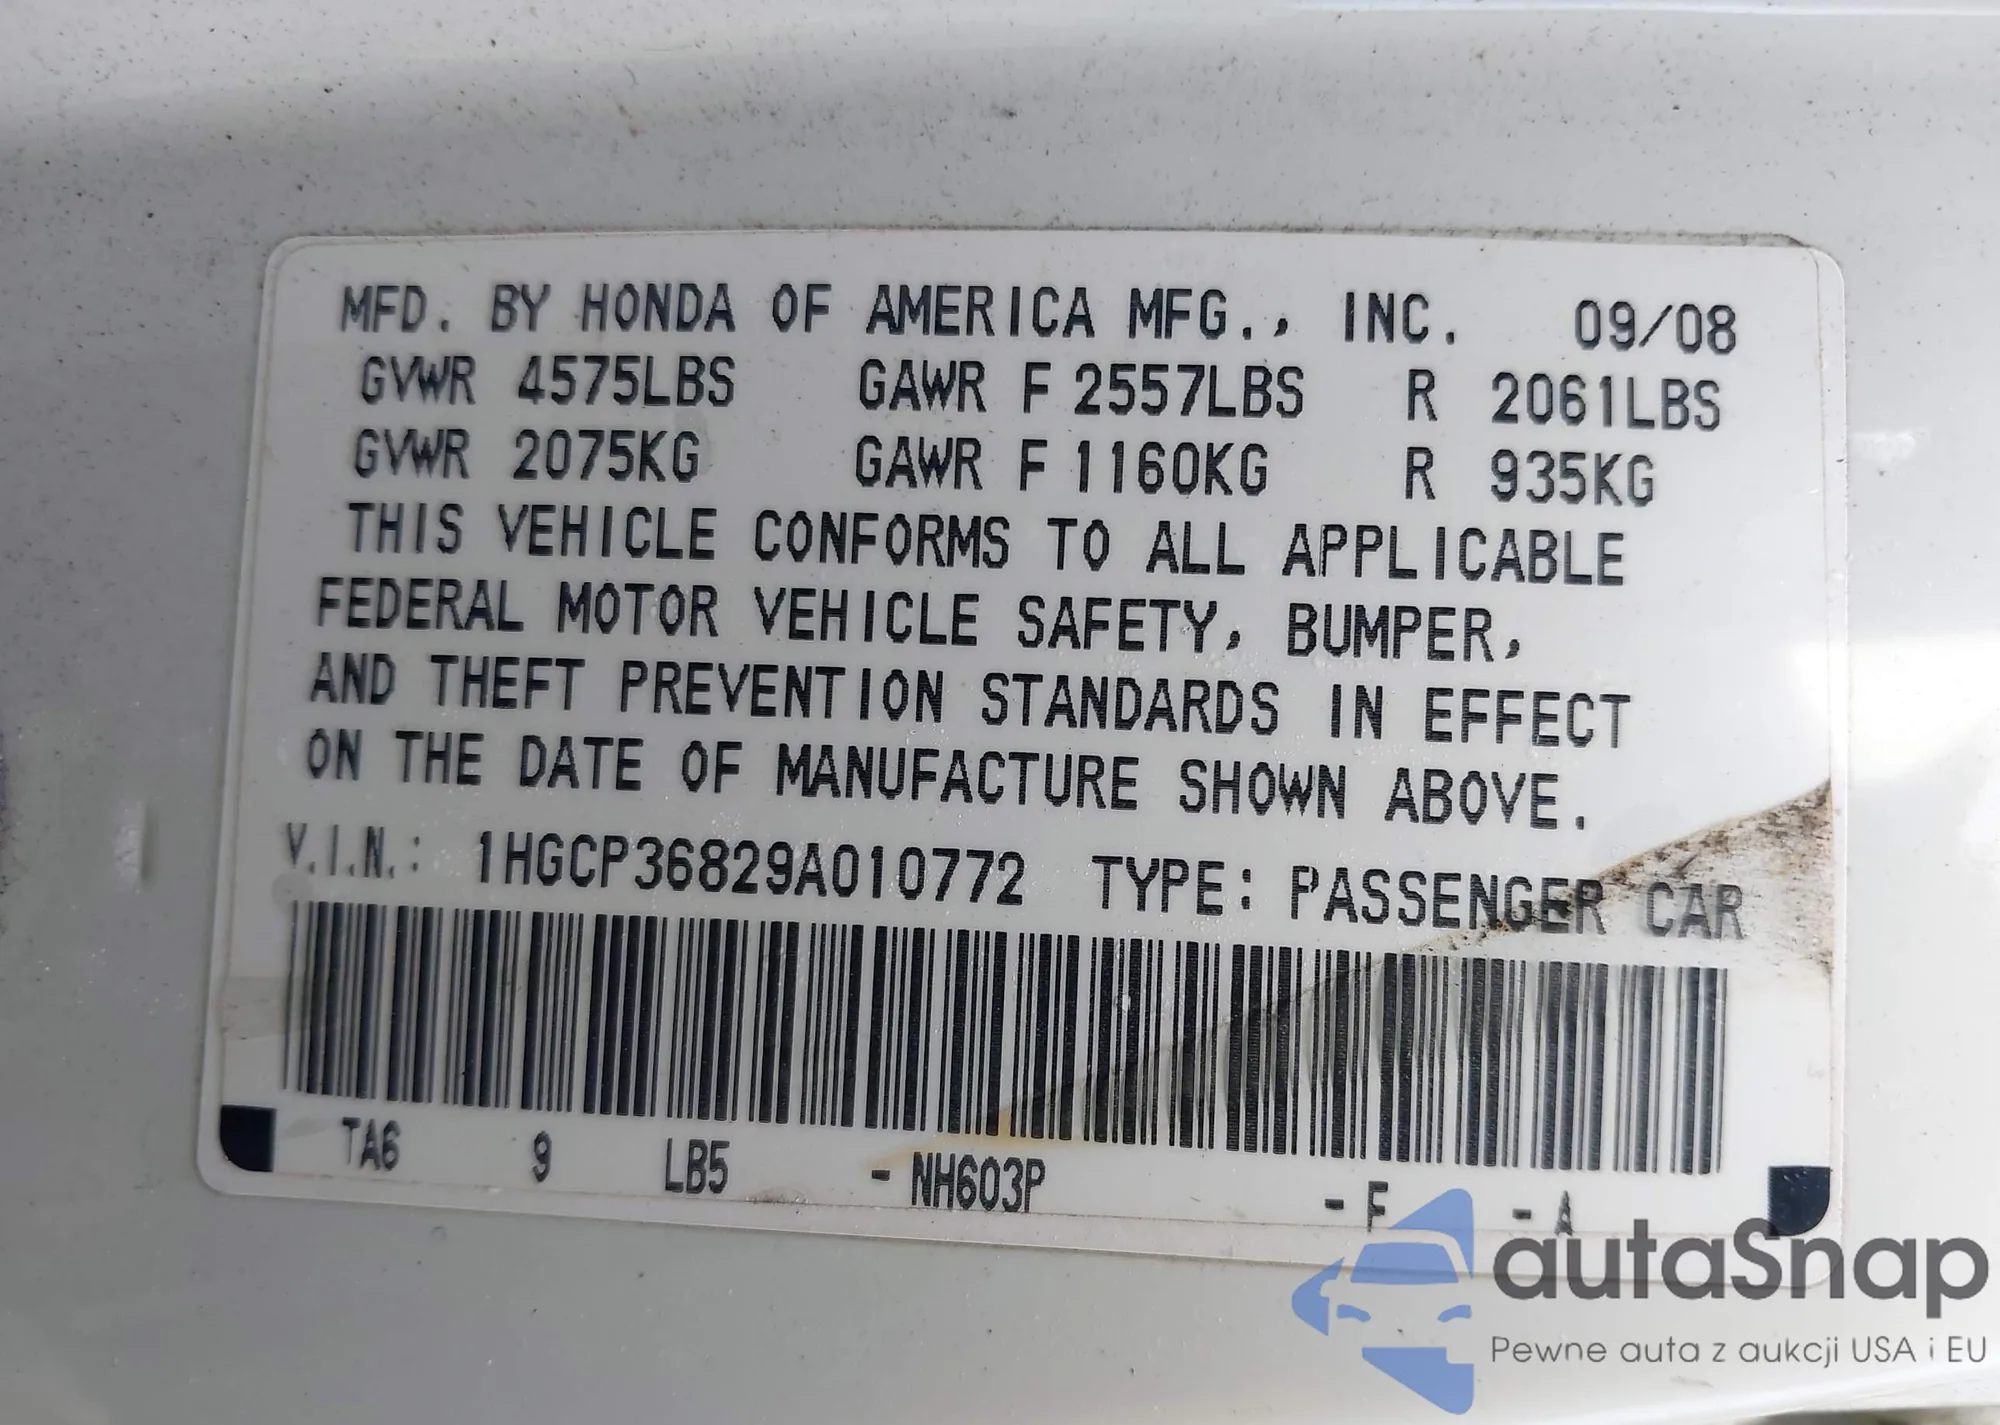 MFD. BY HONDA OF AMERICA MFG., INC. 09/08
GVWR 4575LBS GAWR F 2557LBS R 2061LBS
GVWR 2075KG GAWR F 1160KG R 935KG
THIS VEHICLE CONFORMS TO ALL APPLICABLE
FEDERAL MOTOR VEHICLE SAFETY, BUMPER,
AND THEFT PREVENTION STANDARDS IN EFFECT
ON THE DATE OF MANUFACTURE SHOWN ABOVE.
V.I.N.: 1HGCP36829A010772 TYPE: PASSENGER CAR
TA6 9 LB5 - NH603P - F - A
autaSnap
Pewne auta z aukcji USA i EU